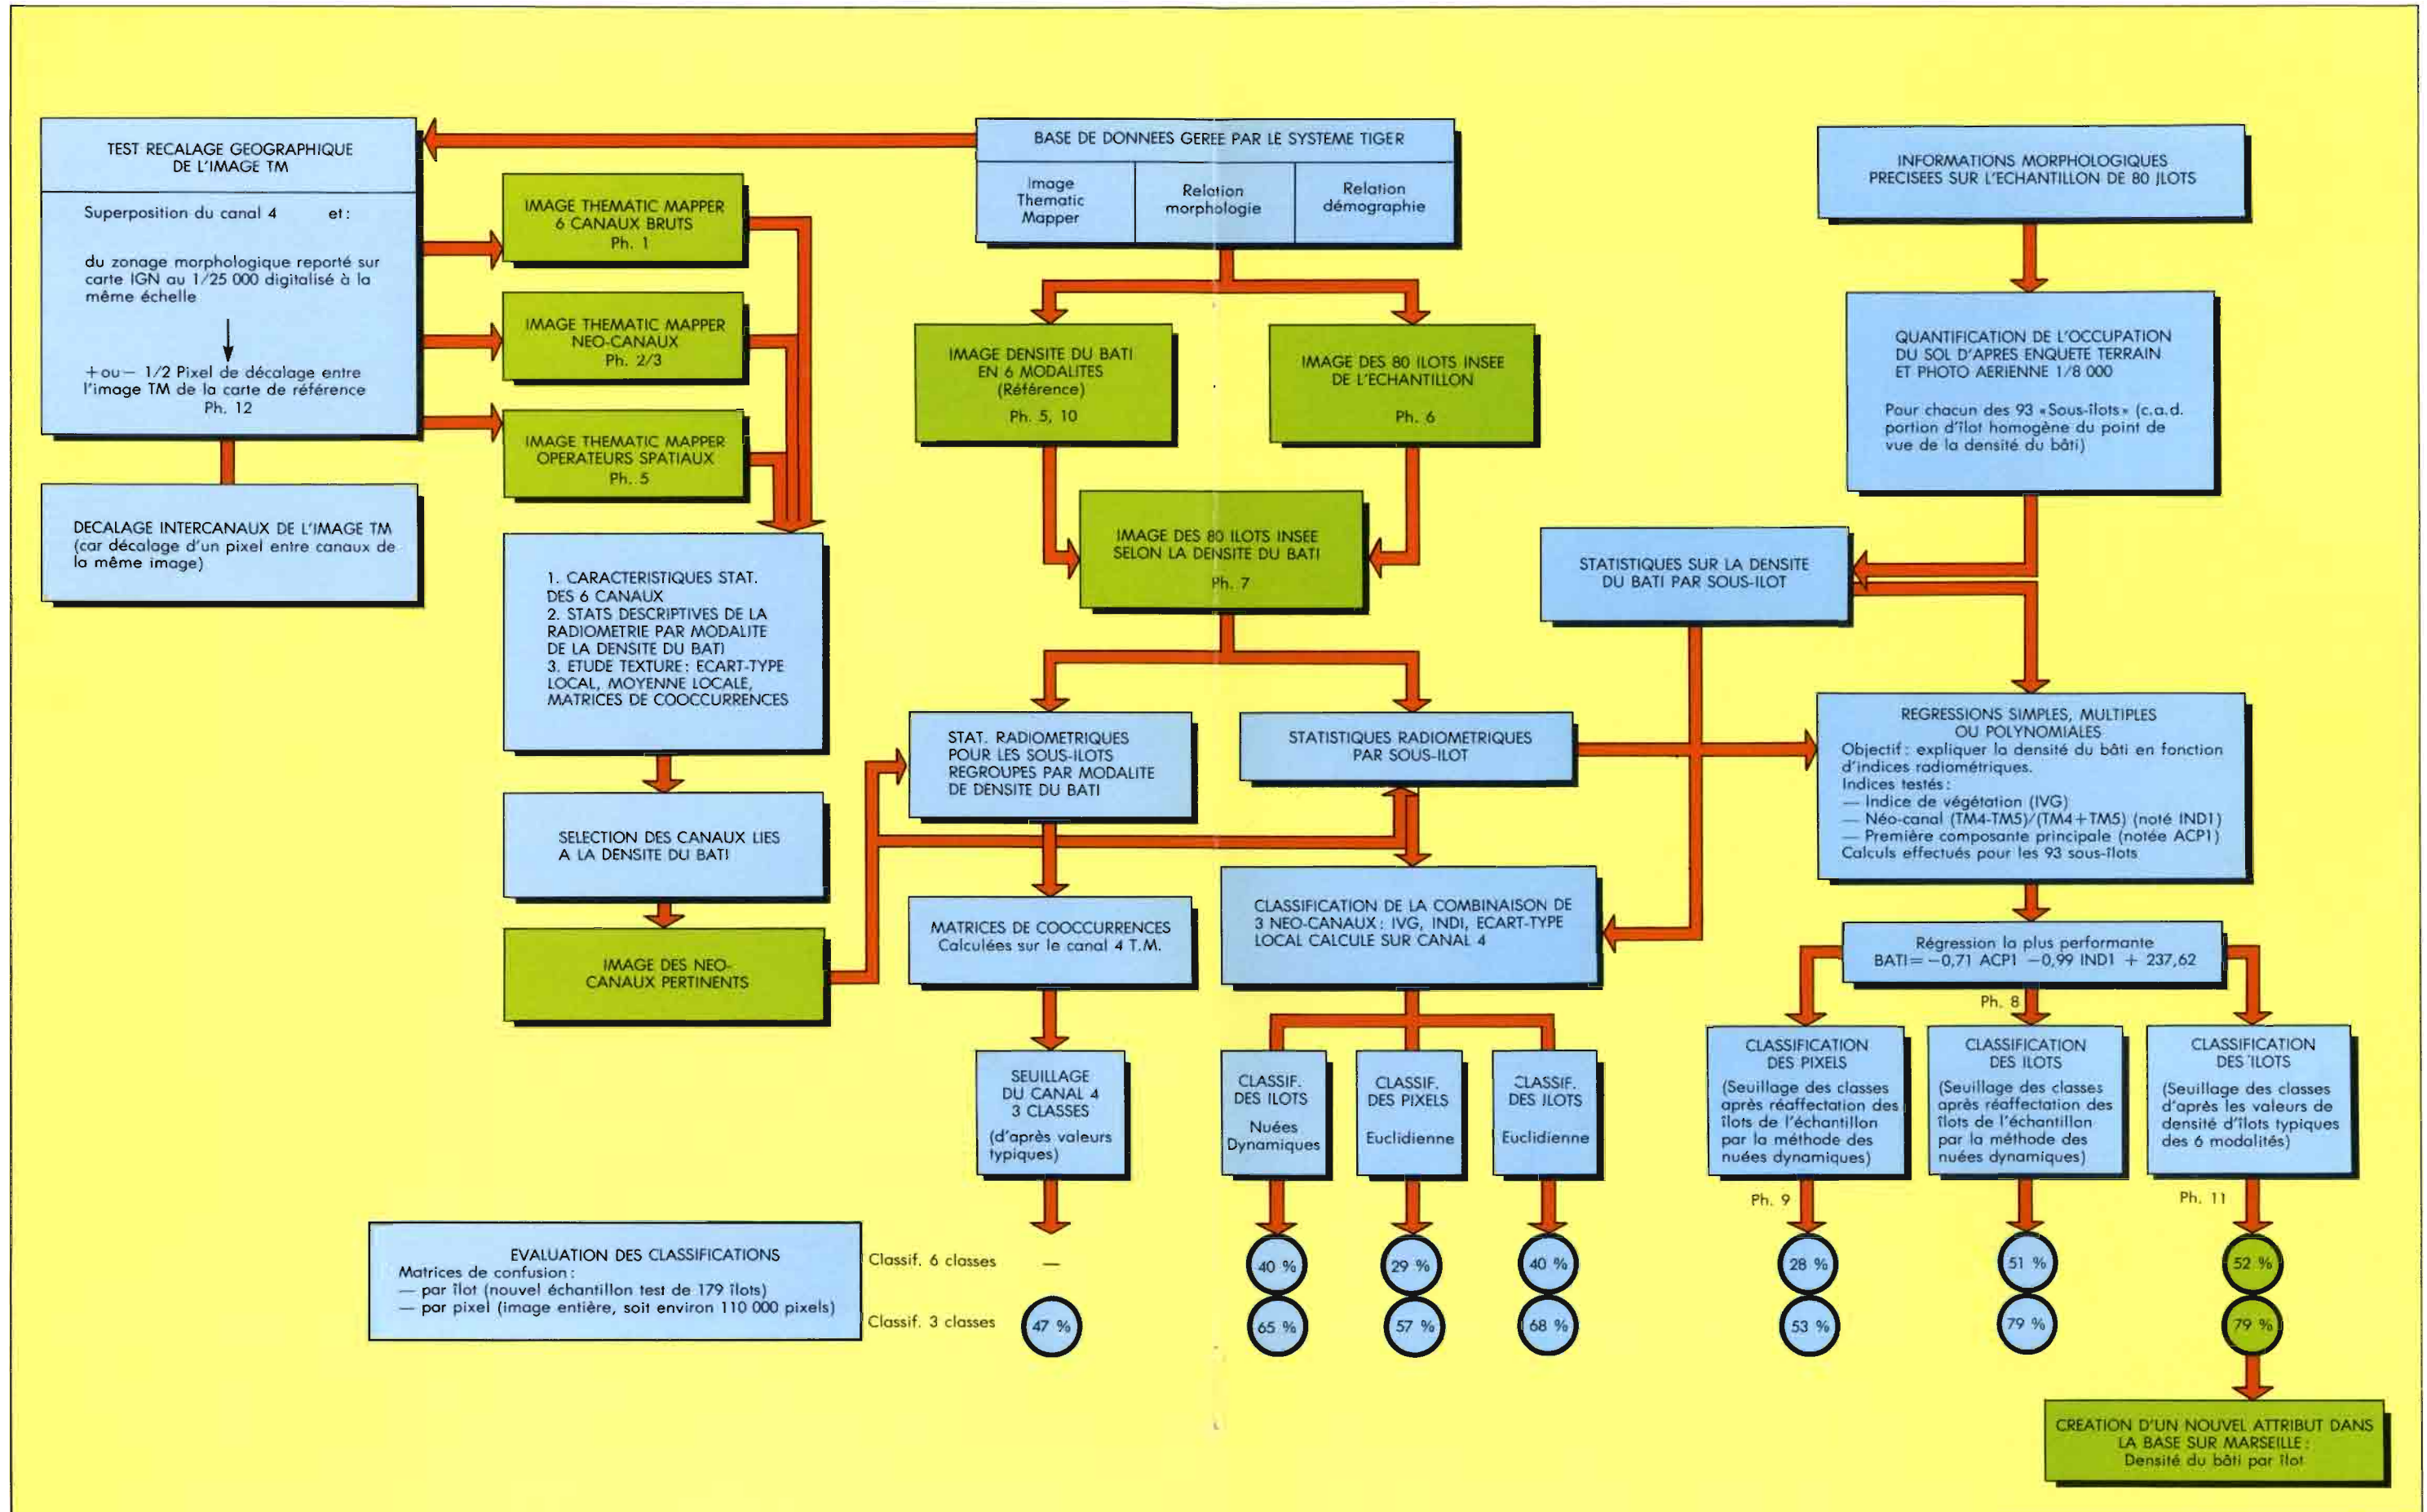 TEST RECALAGE GEOGRAPHIQUE
DE L'IMAGE TM
Superposition du canal 4 et :
du zonage morphologique reporté sur
carte IGN au 1/25 000 digitalisé à la
même échelle
+ou− 1/2 Pixel de décalage entre
l'image TM de la carte de référence
Ph. 12
DECALAGE INTERCANAUX DE L'IMAGE TM
(car décalage d'un pixel entre canaux de
la même image)
IMAGE THEMATIC MAPPER
6 CANAUX BRUTS
Ph. 1
IMAGE THEMATIC MAPPER
NEO-CANAUX
Ph. 2/3
IMAGE THEMATIC MAPPER
OPERATEURS SPATIAUX
Ph. 5
1. CARACTERISTIQUES STAT.
DES 6 CANAUX
2. STATS DESCRIPTIVES DE LA
RADIOMETRIE PAR MODALITE
DE LA DENSITE DU BATI
3. ETUDE TEXTURE : ECART-TYPE
LOCAL, MOYENNE LOCALE,
MATRICES DE COOCCURRENCES
SELECTION DES CANAUX LIES
A LA DENSITE DU BATI
IMAGE DES NEO-
CANAUX PERTINENTS
BASE DE DONNEES GEREE PAR LE SYSTEME TIGER
Image
Thematic
Mapper
Relation
morphologie
Relation
démographie
IMAGE DENSITE DU BATI
EN 6 MODALITES
(Référence)
Ph. 5, 10
IMAGE DES 80 ILOTS INSEE
DE L'ECHANTILLON
Ph. 6
IMAGE DES 80 ILOTS INSEE
SELON LA DENSITE DU BATI
Ph. 7
STAT. RADIOMETRIQUES
POUR LES SOUS-ILOTS
REGROUPES PAR MODALITE
DE DENSITE DU BATI
STATISTIQUES RADIOMETRIQUES
PAR SOUS-ILOT
MATRICES DE COOCCURRENCES
Calculées sur le canal 4 T.M.
CLASSIFICATION DE LA COMBINAISON DE
3 NEO-CANAUX : IVG, INDI, ECART-TYPE
LOCAL CALCULE SUR CANAL 4
SEUILLAGE
DU CANAL 4
3 CLASSES
(d'après valeurs
typiques)
CLASSIF.
DES ILOTS
Nuées
Dynamiques
CLASSIF.
DES PIXELS
Euclidienne
CLASSIF.
DES ILOTS
Euclidienne
INFORMATIONS MORPHOLOGIQUES
PRECISEES SUR L'ECHANTILLON DE 80 ILOTS
QUANTIFICATION DE L'OCCUPATION
DU SOL D'APRES ENQUETE TERRAIN
ET PHOTO AERIENNE 1/8 000
Pour chacun des 93 «Sous-îlots» (c.a.d.
portion d'îlot homogène du point de
vue de la densité du bâti)
STATISTIQUES SUR LA DENSITE
DU BATI PAR SOUS-ILOT
REGRESSIONS SIMPLES, MULTIPLES
OU POLYNOMIALES
Objectif : expliquer la densité du bâti en fonction
d'indices radiométriques.
Indices testés :
— Indice de végétation (IVG)
— Néo-canal (TM4-TM5)/(TM4+TM5) (noté IND1)
— Première composante principale (notée ACP1)
Calculs effectués pour les 93 sous-îlots
Régression la plus performante
BATI = −0,71 ACP1 −0,99 IND1 + 237,62
Ph. 8
CLASSIFICATION
DES PIXELS
(Seuillage des classes
après réaffectation des
îlots de l'échantillon
par la méthode des
nuées dynamiques)
Ph. 9
CLASSIFICATION
DES ILOTS
(Seuillage des classes
après réaffectation des
îlots de l'échantillon
par la méthode des
nuées dynamiques)
CLASSIFICATION
DES ILOTS
(Seuillage des classes
d'après les valeurs de
densité d'îlots typiques
des 6 modalités)
Ph. 11
EVALUATION DES CLASSIFICATIONS
Matrices de confusion :
— par îlot (nouvel échantillon test de 179 îlots)
— par pixel (image entière, soit environ 110 000 pixels)
Classif. 6 classes — 40 % 29 % 40 % 28 % 51 % 52 %
Classif. 3 classes 47 % 65 % 57 % 68 % 53 % 79 % 79 %
CREATION D'UN NOUVEL ATTRIBUT DANS
LA BASE SUR MARSEILLE :
Densité du bâti par îlot